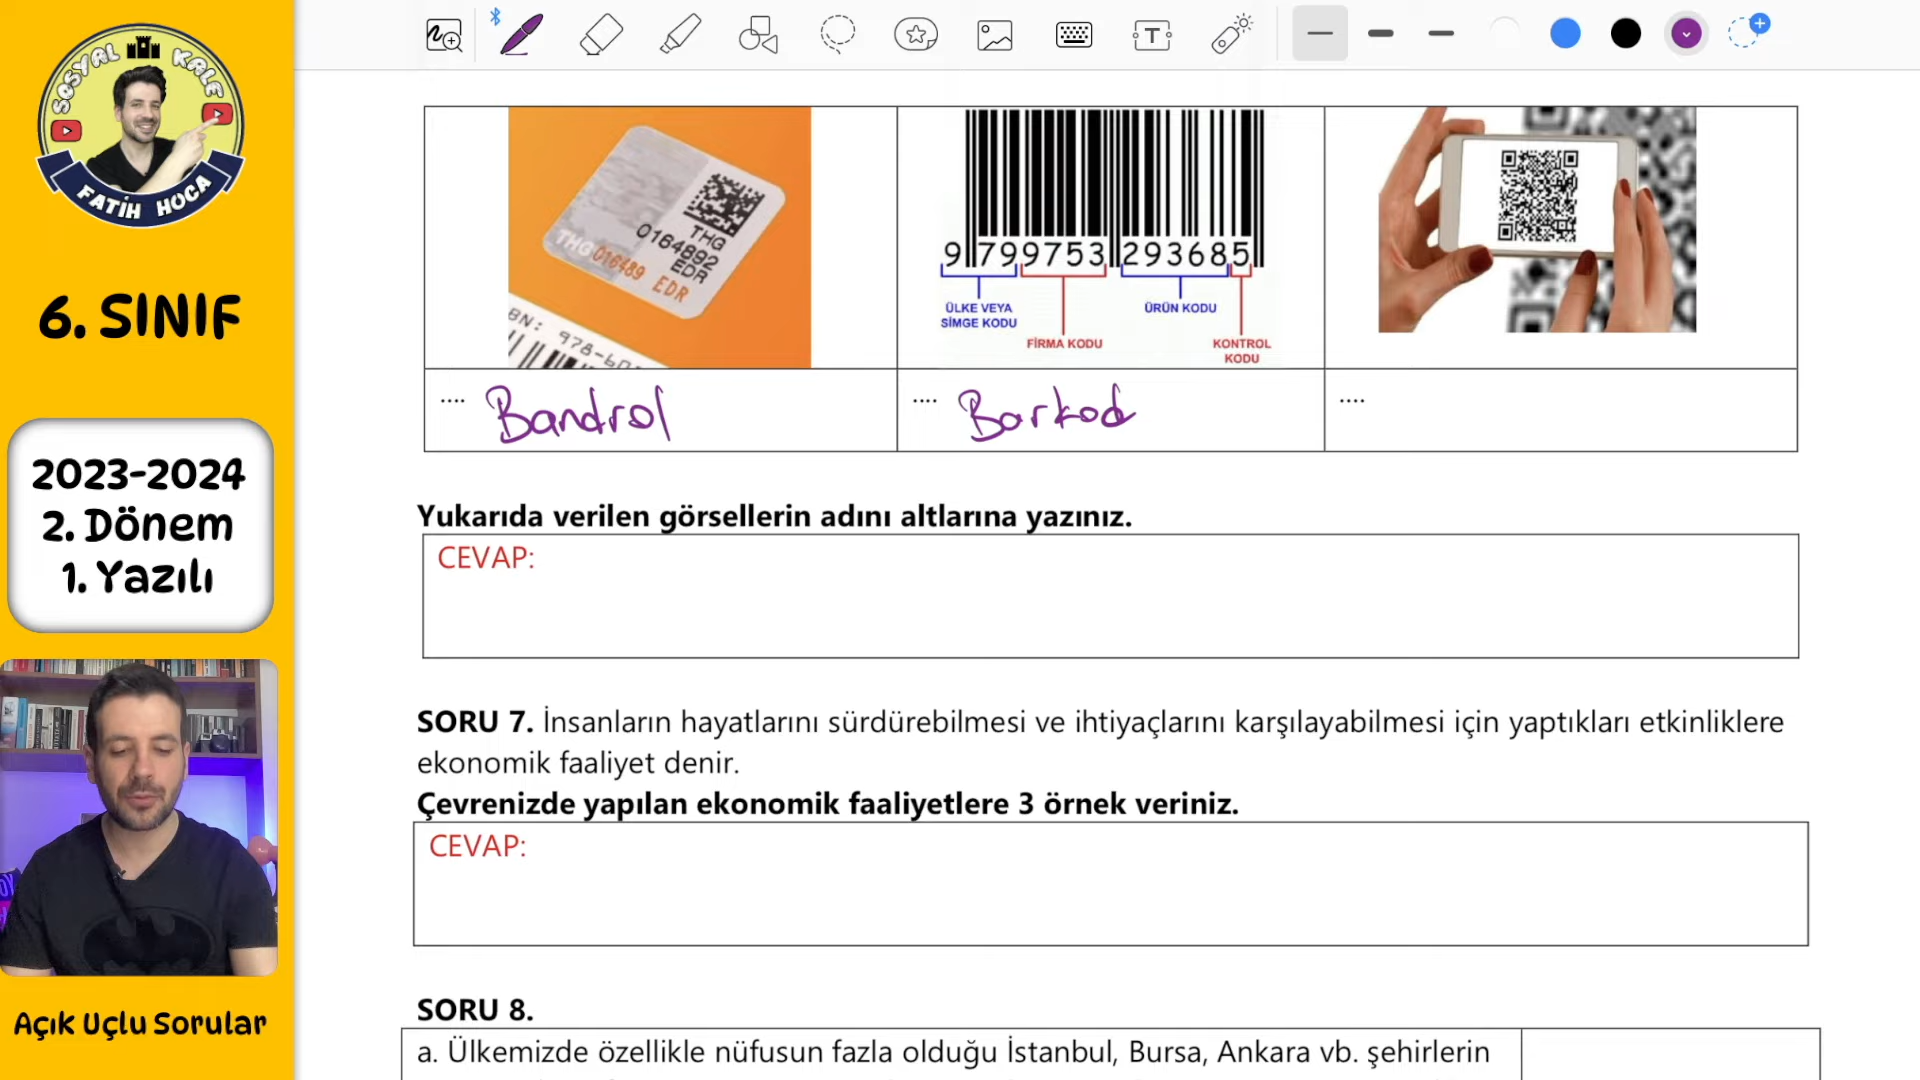 SOSYAL KALE
FATİH HOCA
6. SINIF
2023-2024
2. Dönem
1. Yazılı
Açık Uçlu Sorular
T
THG
0164892
EDR
THG 016489 EDR
BN: 978-60
9 799753 293685
ÜLKE VEYA
SİMGE KODU
FİRMA KODU
ÜRÜN KODU
KONTROL
KODU
.... Bandrol
.... Barkod
....
Yukarıda verilen görsellerin adını altlarına yazınız.
CEVAP:
SORU 7. İnsanların hayatlarını sürdürebilmesi ve ihtiyaçlarını karşılayabilmesi için yaptıkları etkinliklere
ekonomik faaliyet denir.
Çevrenizde yapılan ekonomik faaliyetlere 3 örnek veriniz.
CEVAP:
SORU 8.
a. Ülkemizde özellikle nüfusun fazla olduğu İstanbul, Bursa, Ankara vb. şehirlerin